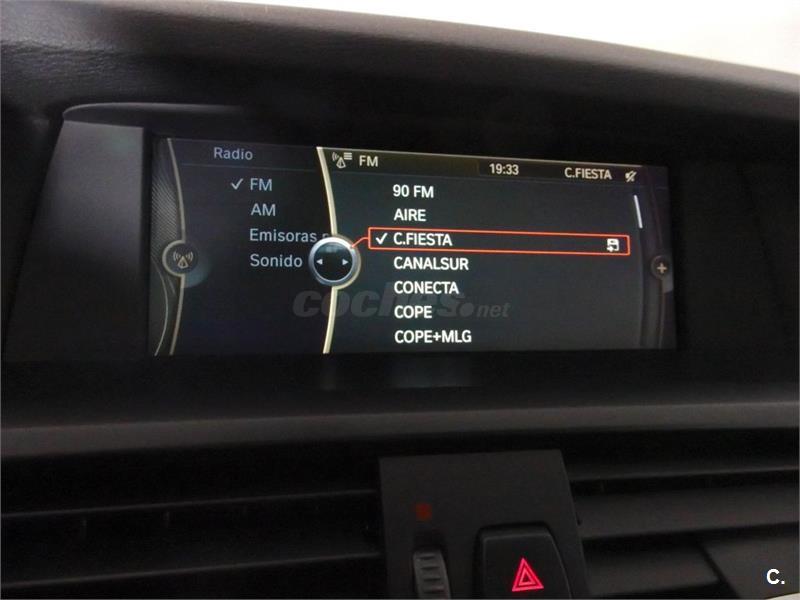 Radio
FM
19:33
C.FIESTA
FM
AM
Emisoras
Sonido
90 FM
AIRE
C.FIESTA
CANALSUR
CONECTA
COPE
COPE+MLG
coches.net
C.